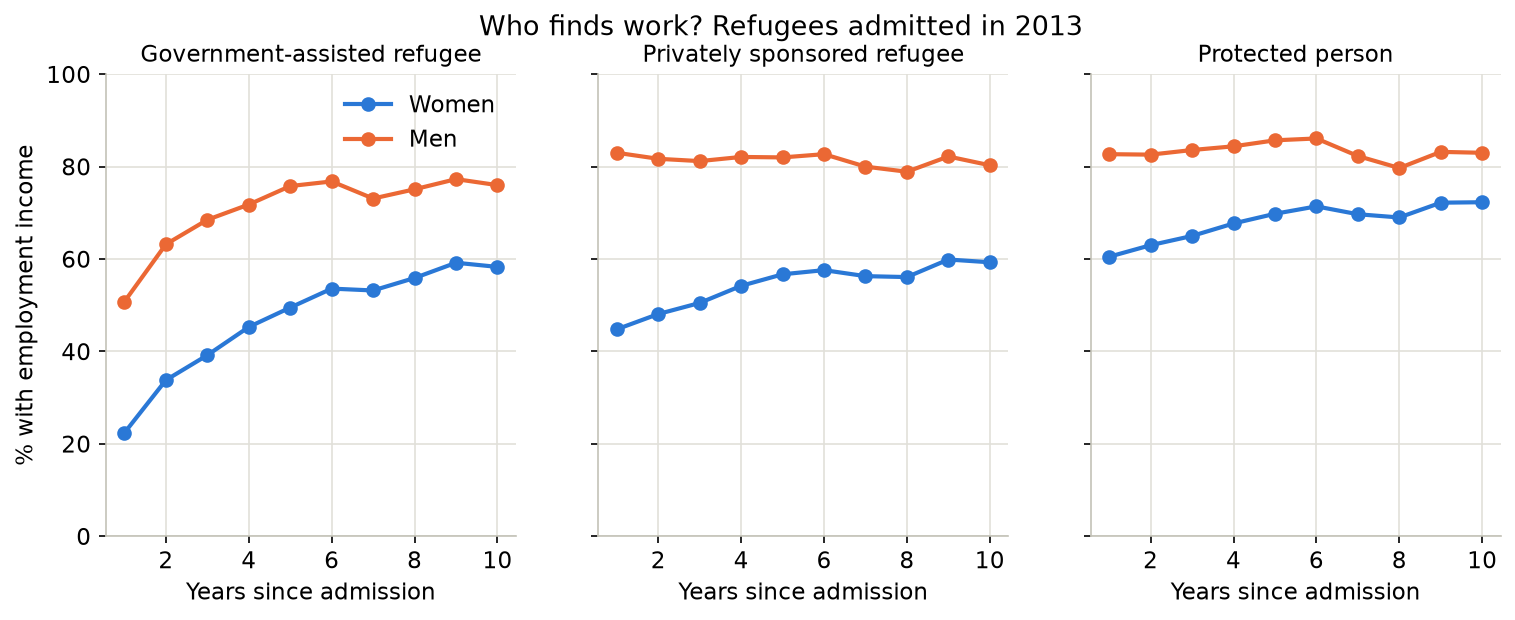 Who finds work? Refugees admitted in 2013
Government-assisted refugee
Privately sponsored refugee
Protected person
% with employment income
100
80
60
40
20
0
Women
Men
2 4 6 8 10
2 4 6 8 10
2 4 6 8 10
Years since admission
Years since admission
Years since admission